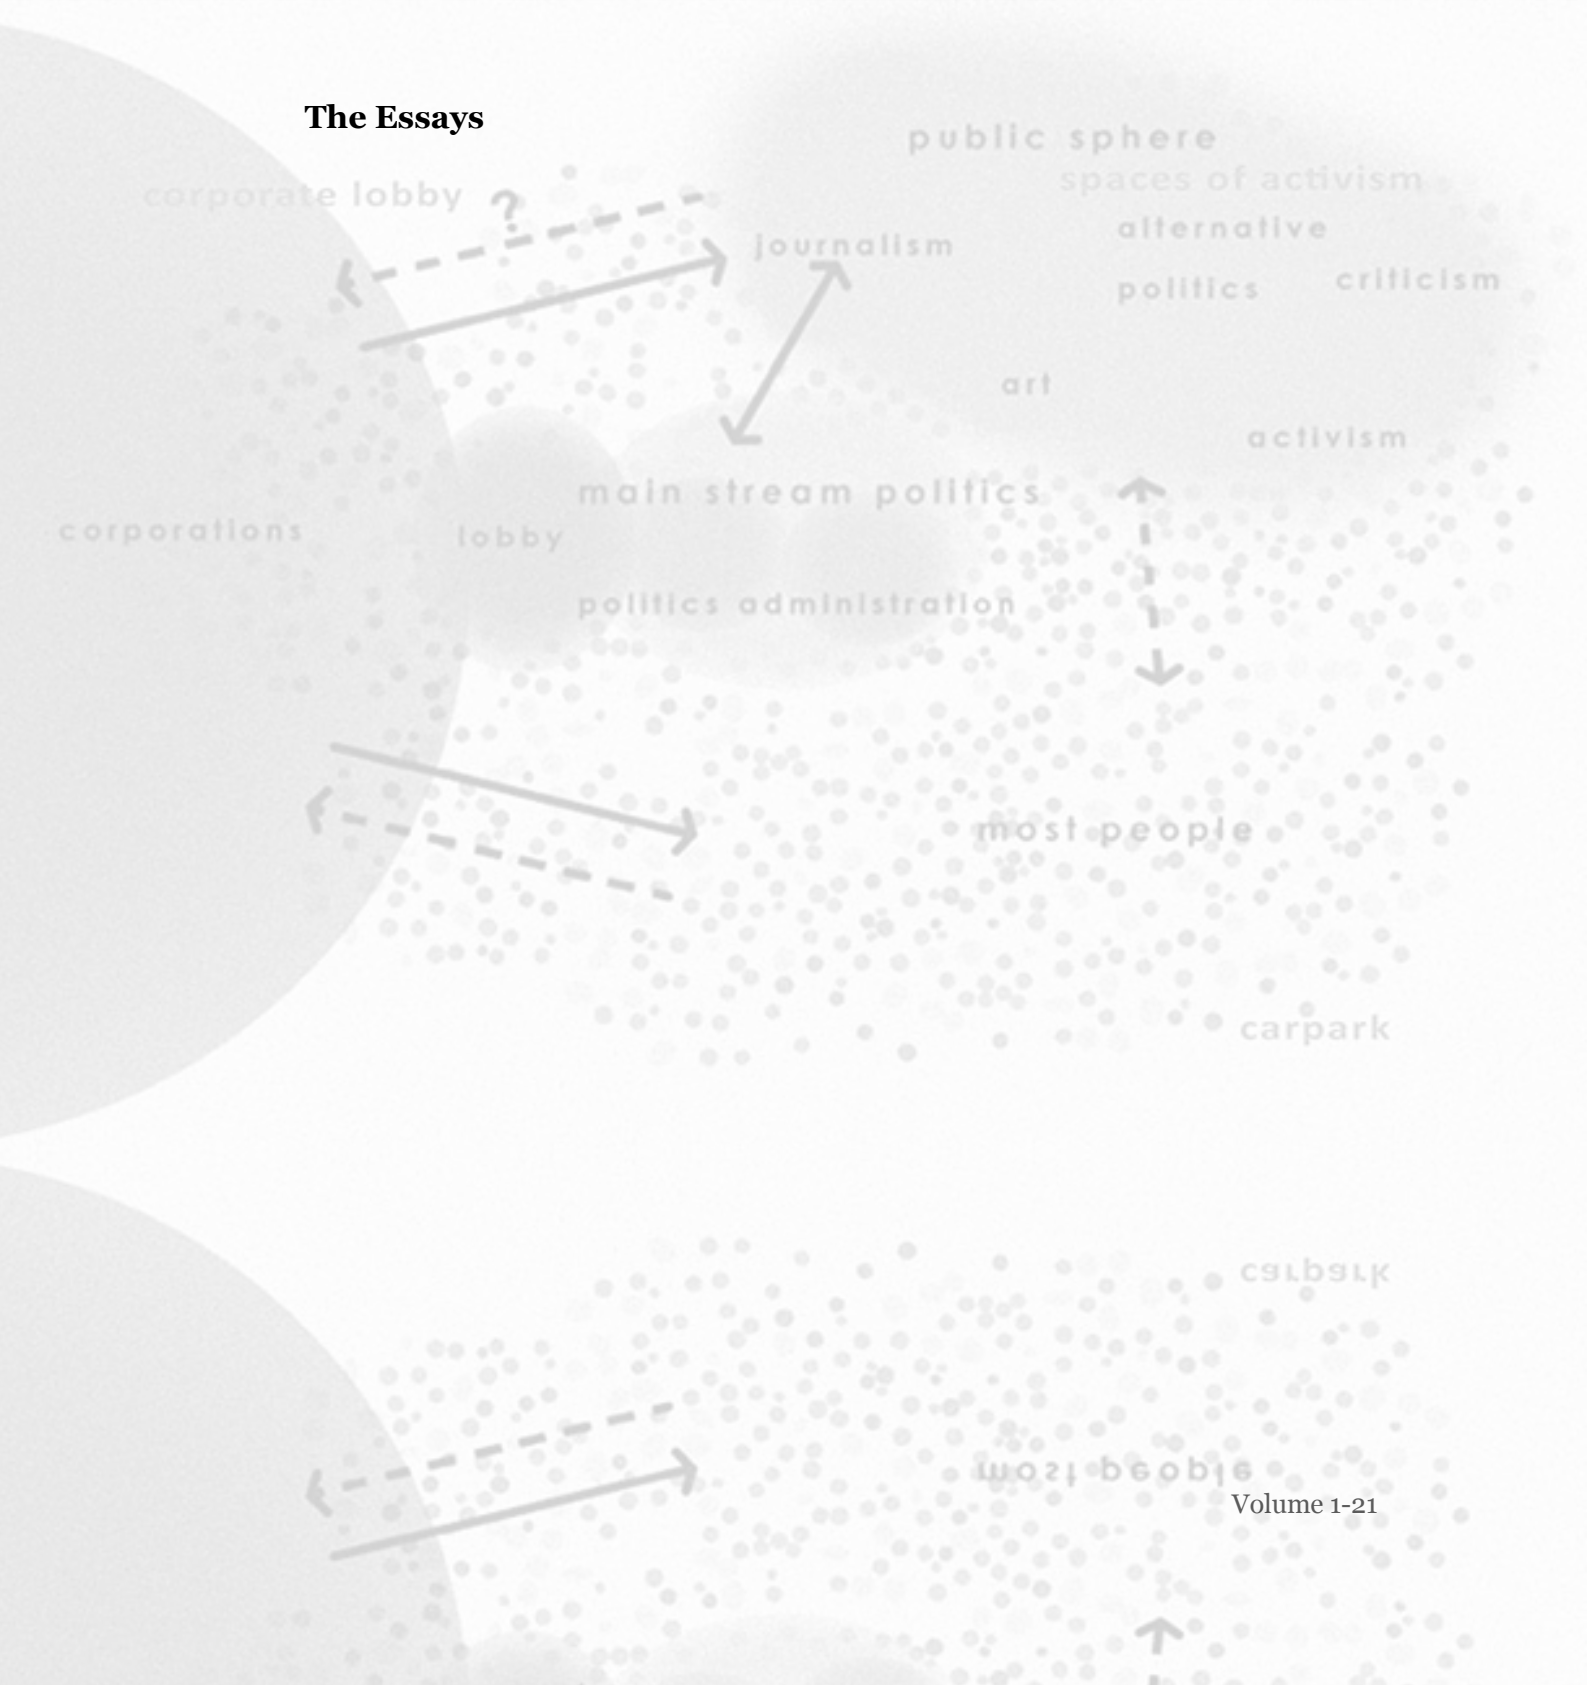 The Essays
public sphere
spaces of activism
corporate lobby ?
alternative
journalism
politics
criticism
art
activism
main stream politics
corporations
lobby
politics administration
most people
carpark
carpark
most people
Volume 1-21